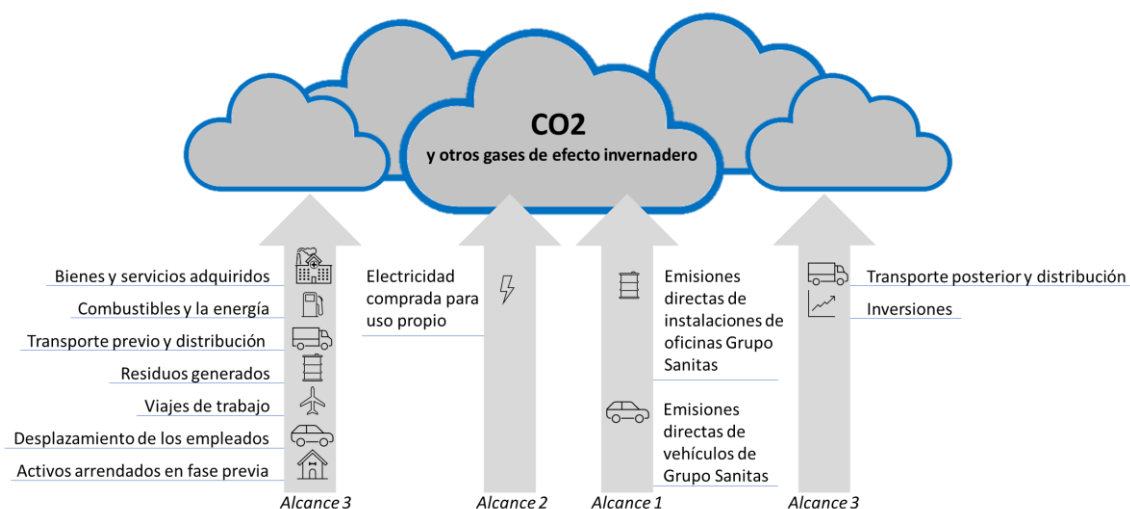 CO2
y otros gases de efecto invernadero
Bienes y servicios adquiridos
Combustibles y la energía
Transporte previo y distribución
Residuos generados
Viajes de trabajo
Desplazamiento de los empleados
Activos arrendados en fase previa
Alcance 3
Electricidad
comprada para
uso propio
Alcance 2
Emisiones
directas de
instalaciones de
oficinas Grupo
Sanitas
Emisiones
directas de
vehículos de
Grupo Sanitas
Alcance 1
Transporte posterior y distribución
Inversiones
Alcance 3